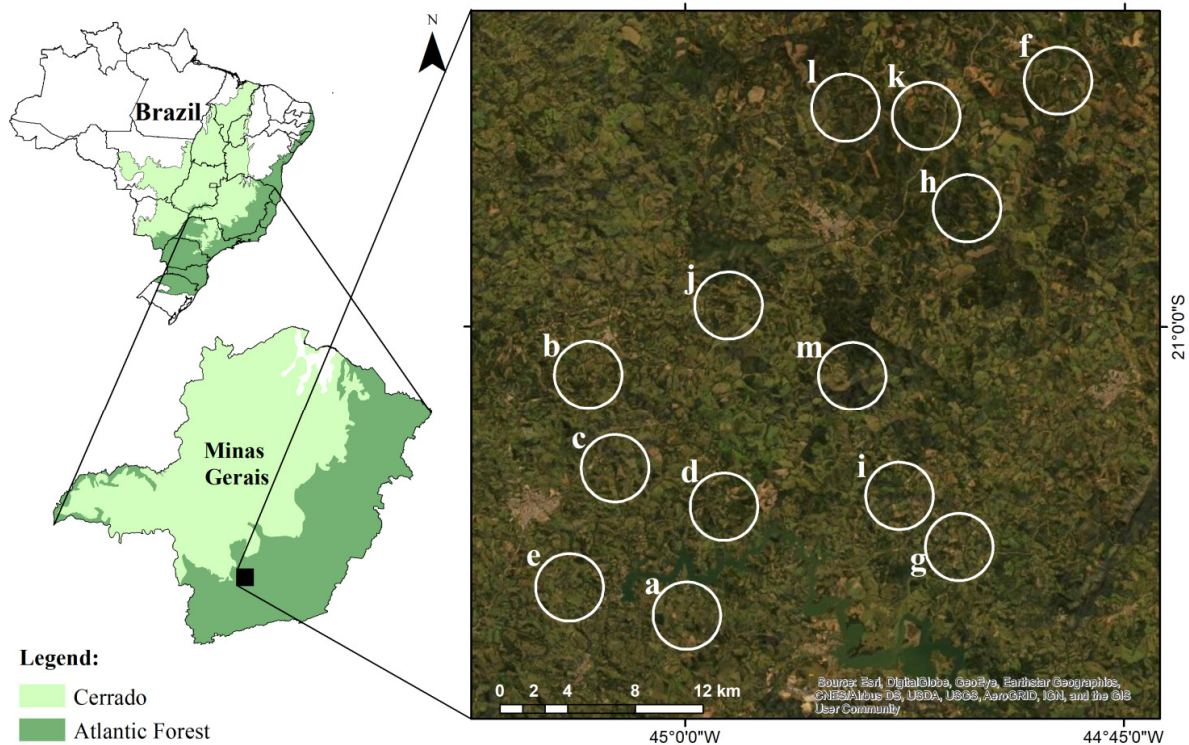 N
Brazil
Minas
Gerais
Legend:
Cerrado
Atlantic Forest
f
l
k
h
j
b
m
c
d
i
e
a
g
21°0'0"S
0 2 4 8 12 km
Source: Esri, DigitalGlobe, GeoEye, Earthstar Geographics,
CNES/Airbus DS, USDA, USGS, AeroGRID, IGN, and the GIS
User Community
45°0'0"W
44°45'0"W